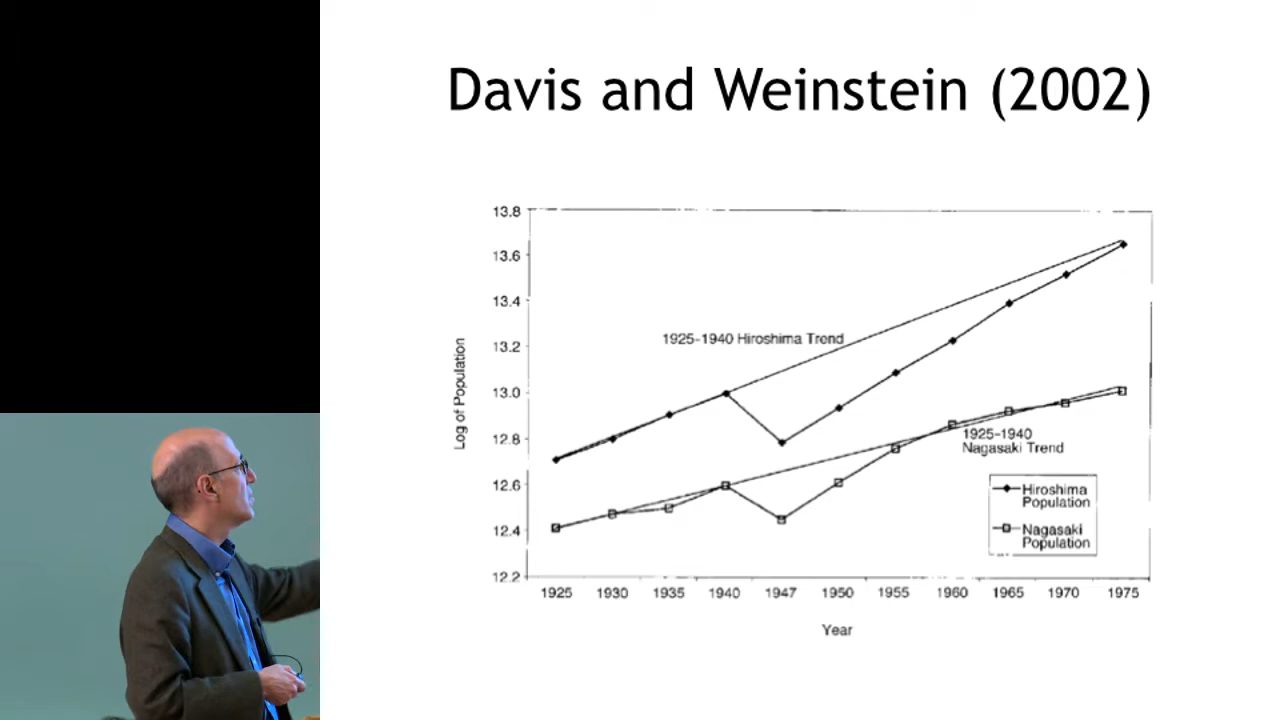 Davis and Weinstein (2002)
13.8
13.6
13.4
13.2
13.0
12.8
12.6
12.4
12.2
Log of Population
1925-1940 Hiroshima Trend
1925-1940
Nagasaki Trend
Hiroshima
Population
Nagasaki
Population
1925 1930 1935 1940 1947 1950 1955 1960 1965 1970 1975
Year